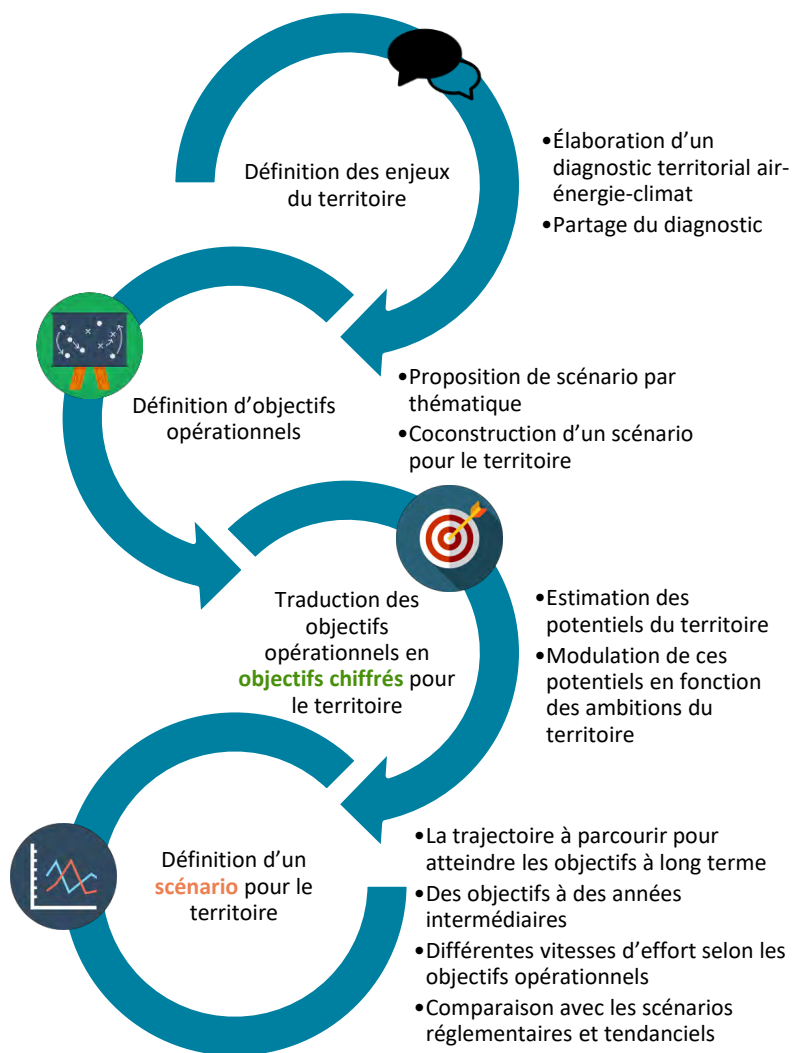 Définition des enjeux
du territoire
•Élaboration d’un
diagnostic territorial air-
énergie-climat
•Partage du diagnostic
Définition d’objectifs
opérationnels
•Proposition de scénario par
thématique
•Coconstruction d’un scénario
pour le territoire
Traduction des
objectifs
opérationnels en
objectifs chiffrés pour
le territoire
•Estimation des
potentiels du territoire
•Modulation de ces
potentiels en fonction
des ambitions du
territoire
Définition d’un
scénario pour le
territoire
•La trajectoire à parcourir pour
atteindre les objectifs à long terme
•Des objectifs à des années
intermédiaires
•Différentes vitesses d’effort selon les
objectifs opérationnels
•Comparaison avec les scénarios
réglementaires et tendanciels